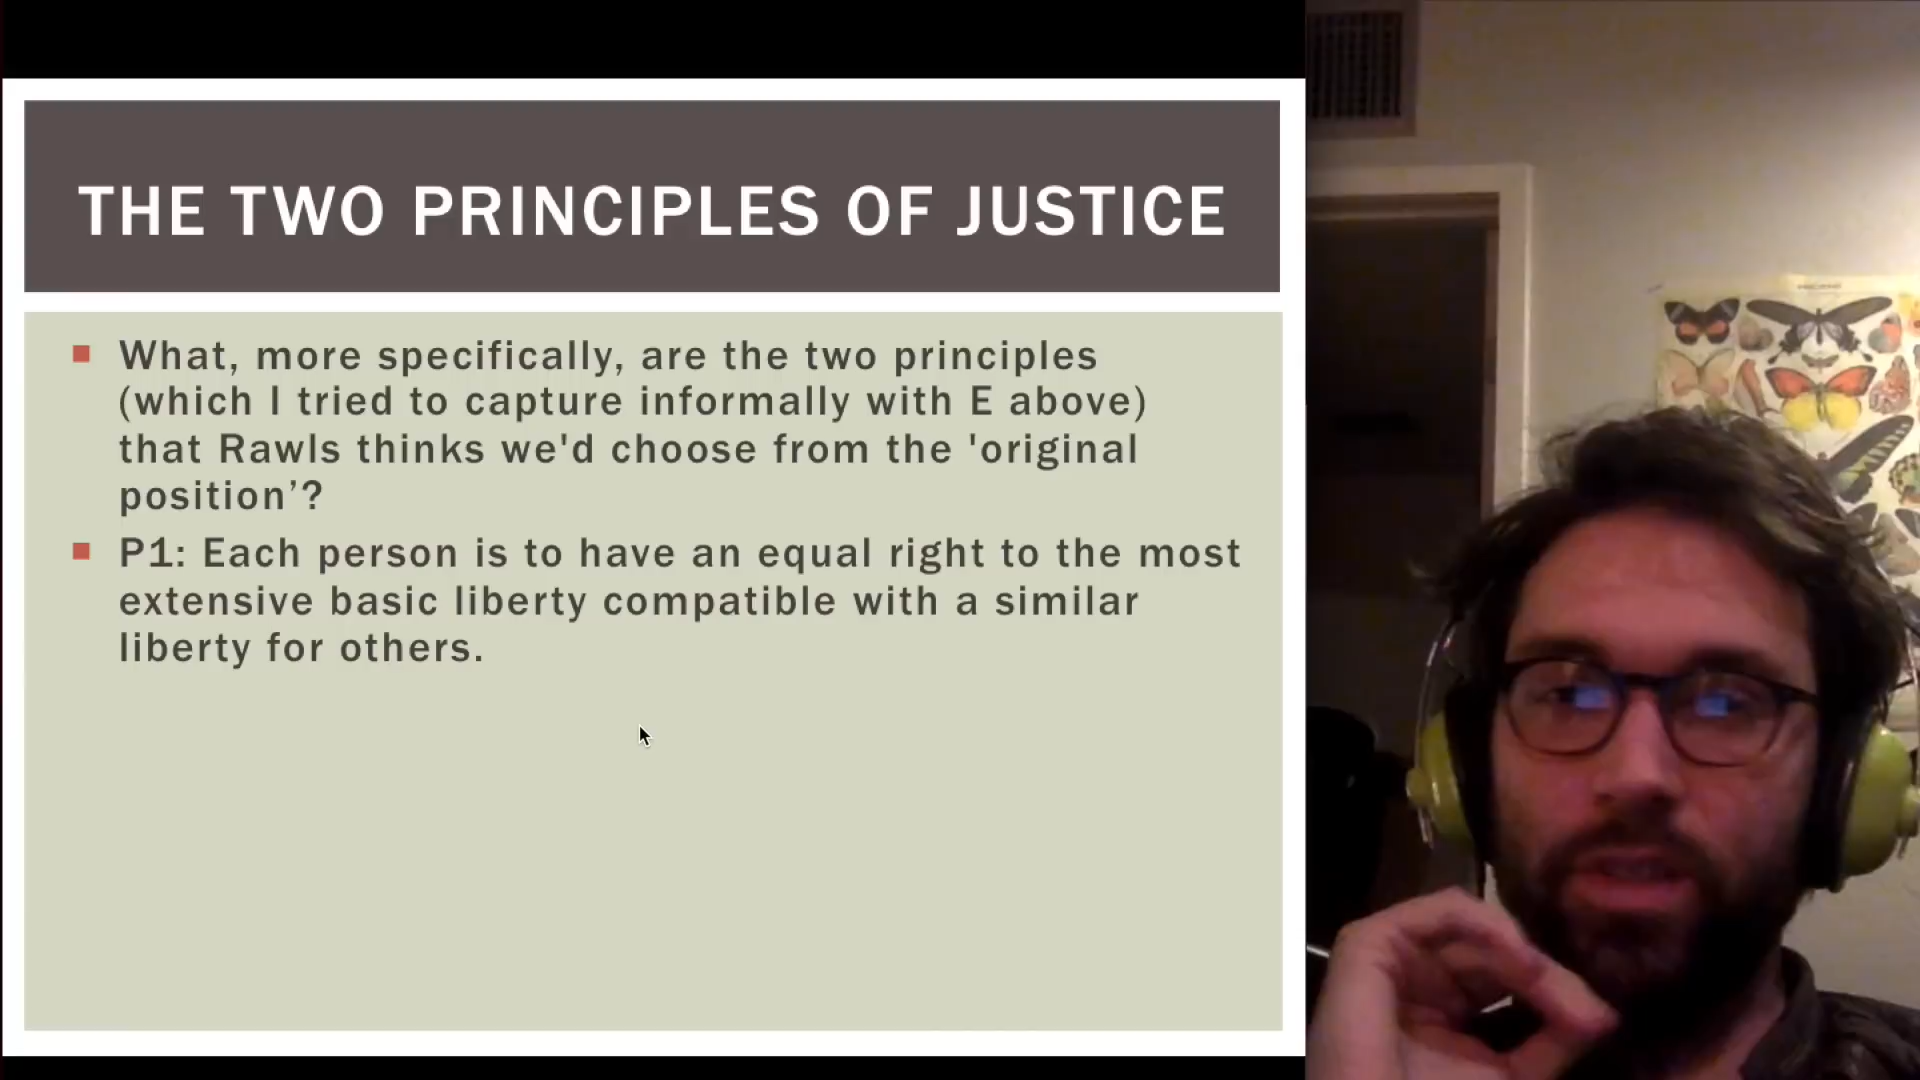 THE TWO PRINCIPLES OF JUSTICE
What, more specifically, are the two principles
(which I tried to capture informally with E above)
that Rawls thinks we'd choose from the 'original
position’?
P1: Each person is to have an equal right to the most
extensive basic liberty compatible with a similar
liberty for others.